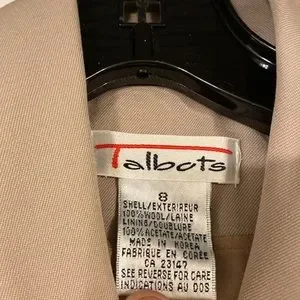 Talbots
8
SHELL/EXTERIEUR
100% WOOL/LAINE
LINING/DOUBLURE
100% ACETATE/ACETATE
MADE IN KOREA
FABRIQUE EN COREE
CA 23147
SEE REVERSE FOR CARE
INDICATIONS AU DOS